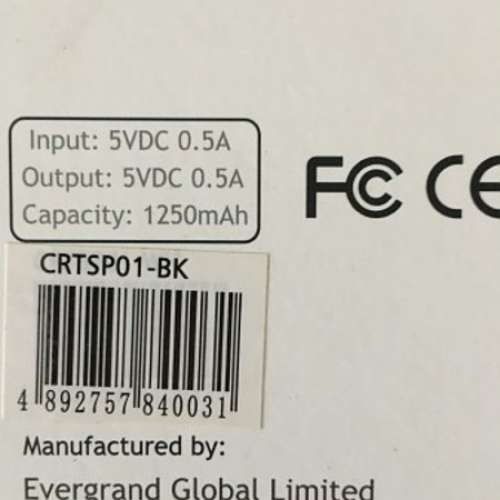 Input: 5VDC 0.5A
Output: 5VDC 0.5A
Capacity: 1250mAh
FC CE
CRTSP01-BK
4 892757 840031
Manufactured by:
Evergrand Global Limited